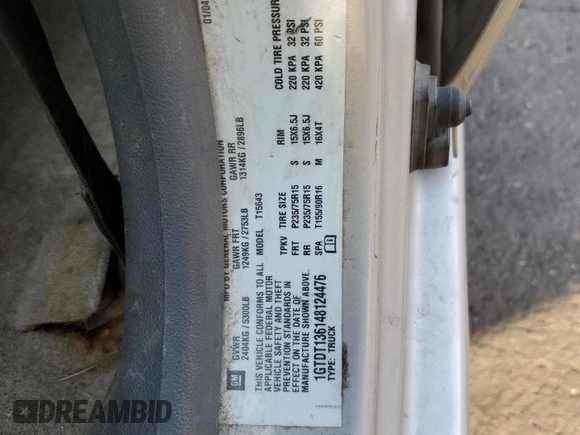 MFD BY GENERAL MOTORS CORPORATION
01/04
GVWR GAWR FRT GAWR RR
2404KG / 5300LB 1249KG / 2753LB 1314KG / 2896LB
THIS VEHICLE CONFORMS TO ALL
APPLICABLE FEDERAL MOTOR
VEHICLE SAFETY AND THEFT
PREVENTION STANDARDS IN
EFFECT ON THE DATE OF
MANUFACTURE SHOWN ABOVE.
1GTDT136148124476
TYPE: TRUCK
MODEL T15643
TPKV TIRE SIZE RIM COLD TIRE PRESSURE
FRT P235/75R15 S 15X6.5J 220 KPA 32 PSI
RR P235/75R15 S 15X6.5J 220 KPA 32 PSI
SPA T155/90R16 M 16X4T 420 KPA 60 PSI
GM
DREAMBID